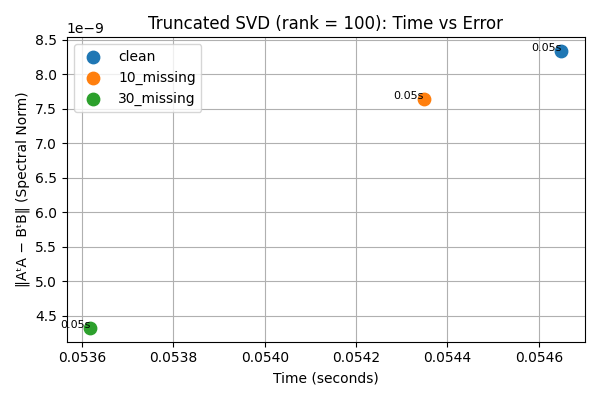 Truncated SVD (rank = 100): Time vs Error
1e−9
8.5
8.0
7.5
7.0
6.5
6.0
5.5
5.0
4.5
‖AᵗA − BᵗB‖ (Spectral Norm)
clean
10_missing
30_missing
0.05s
0.05s
0.05s
0.0536 0.0538 0.0540 0.0542 0.0544 0.0546
Time (seconds)